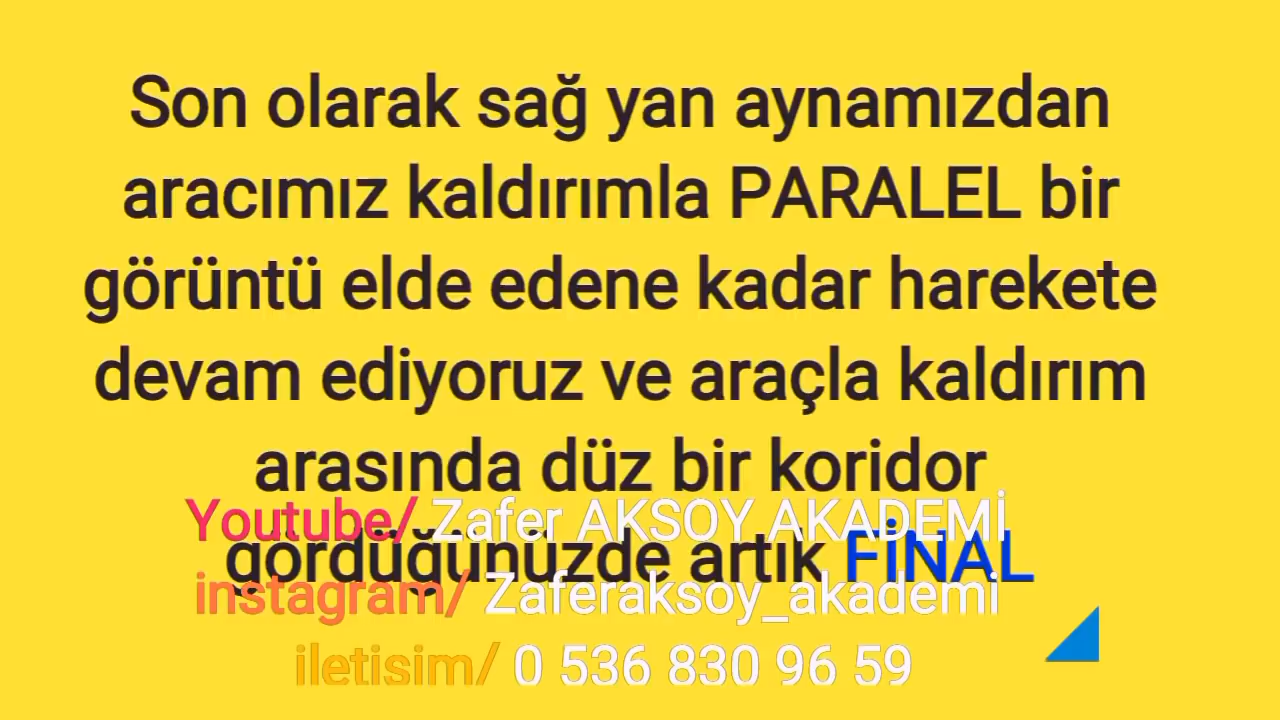 Son olarak sağ yan aynamızdan
aracımız kaldırımla PARALEL bir
görüntü elde edene kadar harekete
devam ediyoruz ve araçla kaldırım
arasında düz bir koridor
Youtube/ Zafer AKSOY AKADEMİ
gördüğünüzde artık FİNAL
instagram/ Zaferaksoy_akademi
iletisim/ 0 536 830 96 59